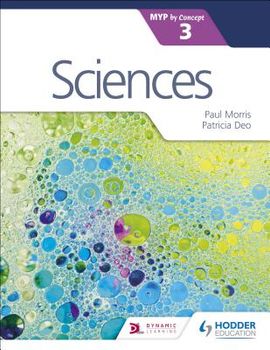 MYP by Concept
3
Sciences
Paul Morris
Patricia Deo
DYNAMIC
LEARNING
HODDER
EDUCATION